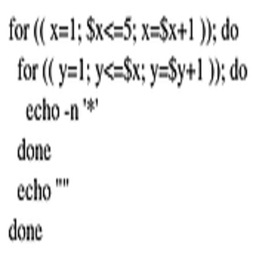 for (( x=1; $x<=5; x=$x+1 )); do
for (( y=1; y<=$x; y=$y+1 )); do
echo -n '*'
done
echo ""
done